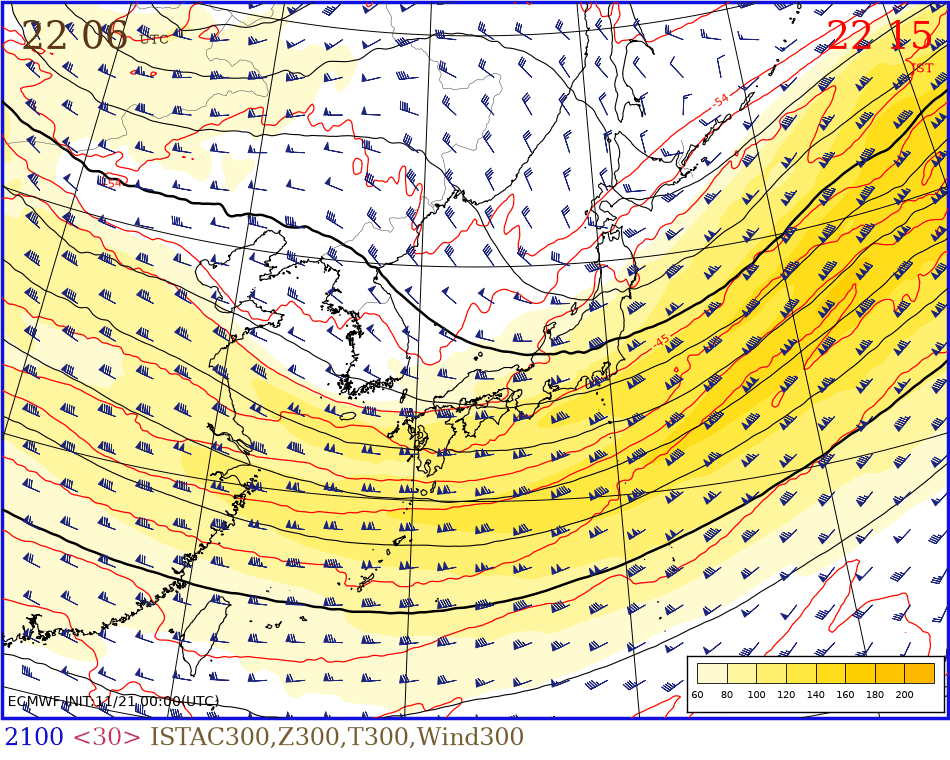 22 06 UTC
22 15
JST
-54
-54
-45
60 80 100 120 140 160 180 200
ECMWF,INIT:11/21 00:00(UTC)
2100 <30> ISTAC300,Z300,T300,Wind300